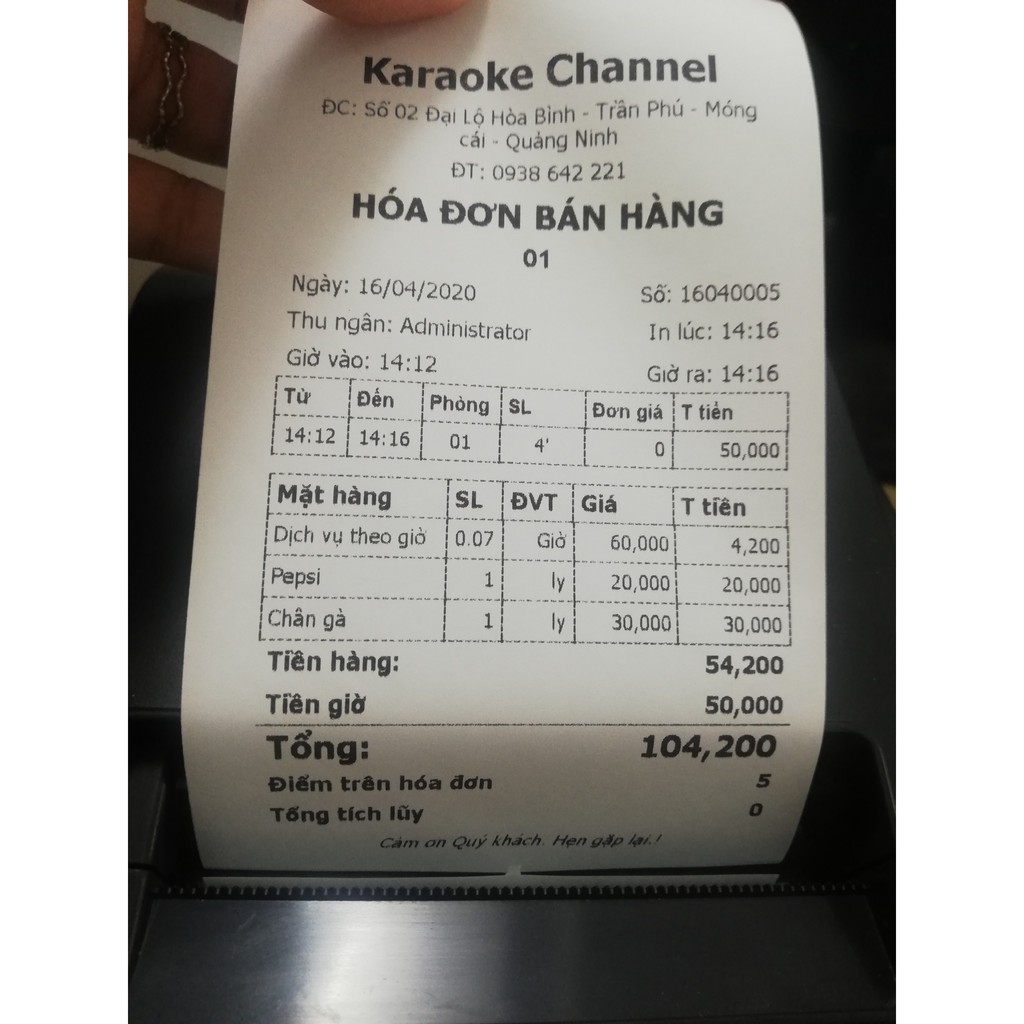 Karaoke Channel
ĐC: Số 02 Đại Lộ Hòa Bình - Trần Phú - Móng
cái - Quảng Ninh
ĐT: 0938 642 221
HÓA ĐƠN BÁN HÀNG
01
Ngày: 16/04/2020 Số: 16040005
Thu ngân: Administrator In lúc: 14:16
Giờ vào: 14:12 Giờ ra: 14:16
Từ Đến Phòng SL Đơn giá T tiền
14:12 14:16 01 4' 0 50,000
Mặt hàng SL ĐVT Giá T tiền
Dịch vụ theo giờ 0.07 Giờ 60,000 4,200
Pepsi 1 ly 20,000 20,000
Chân gà 1 ly 30,000 30,000
Tiền hàng: 54,200
Tiền giờ 50,000
Tổng: 104,200
Điểm trên hóa đơn 5
Tổng tích lũy 0
Cảm ơn Quý khách. Hẹn gặp lại.!